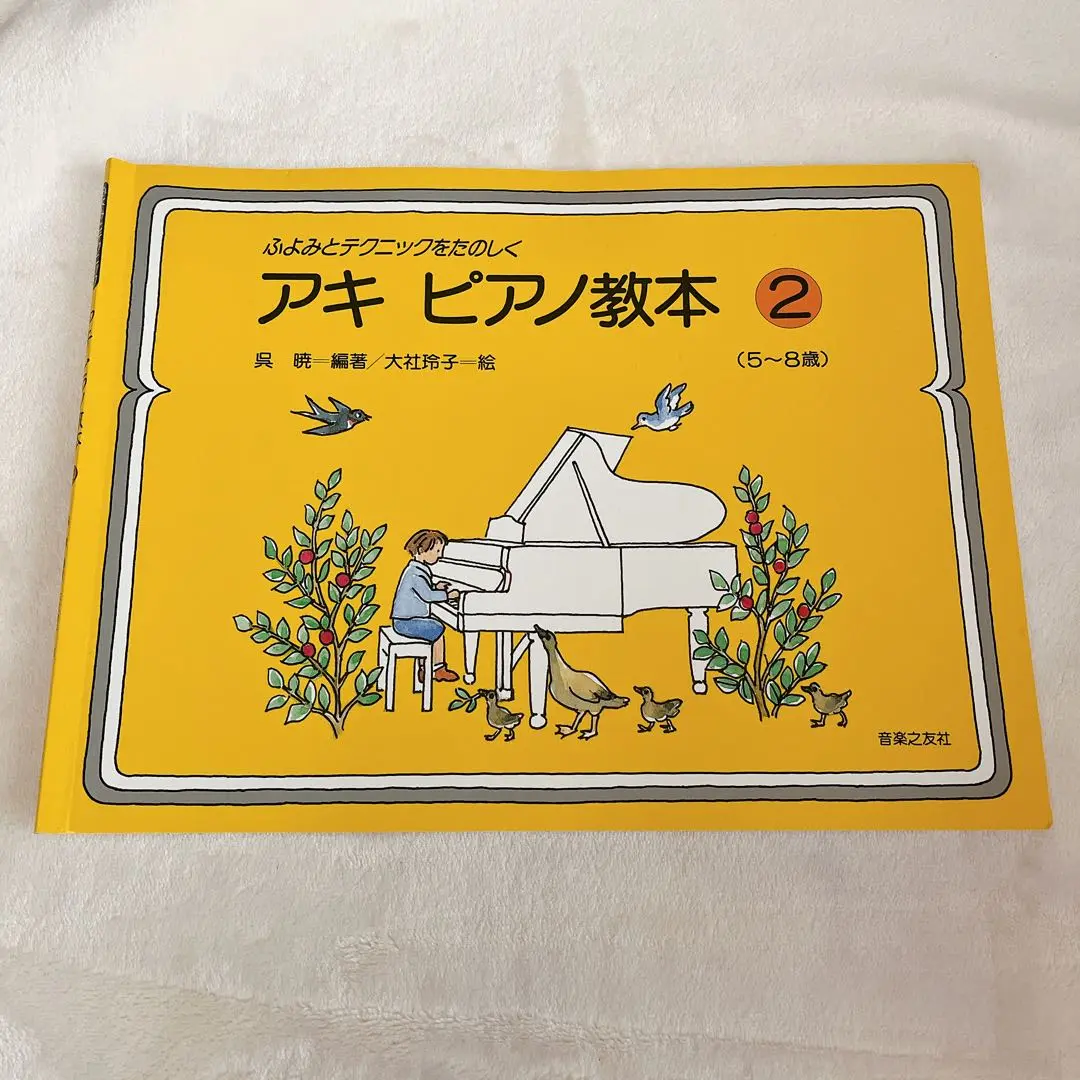 ふよみとテクニックをたのしく
アキ ピアノ教本 2
呉 暁=編著/大社玲子=絵
(5〜8歳)
音楽之友社